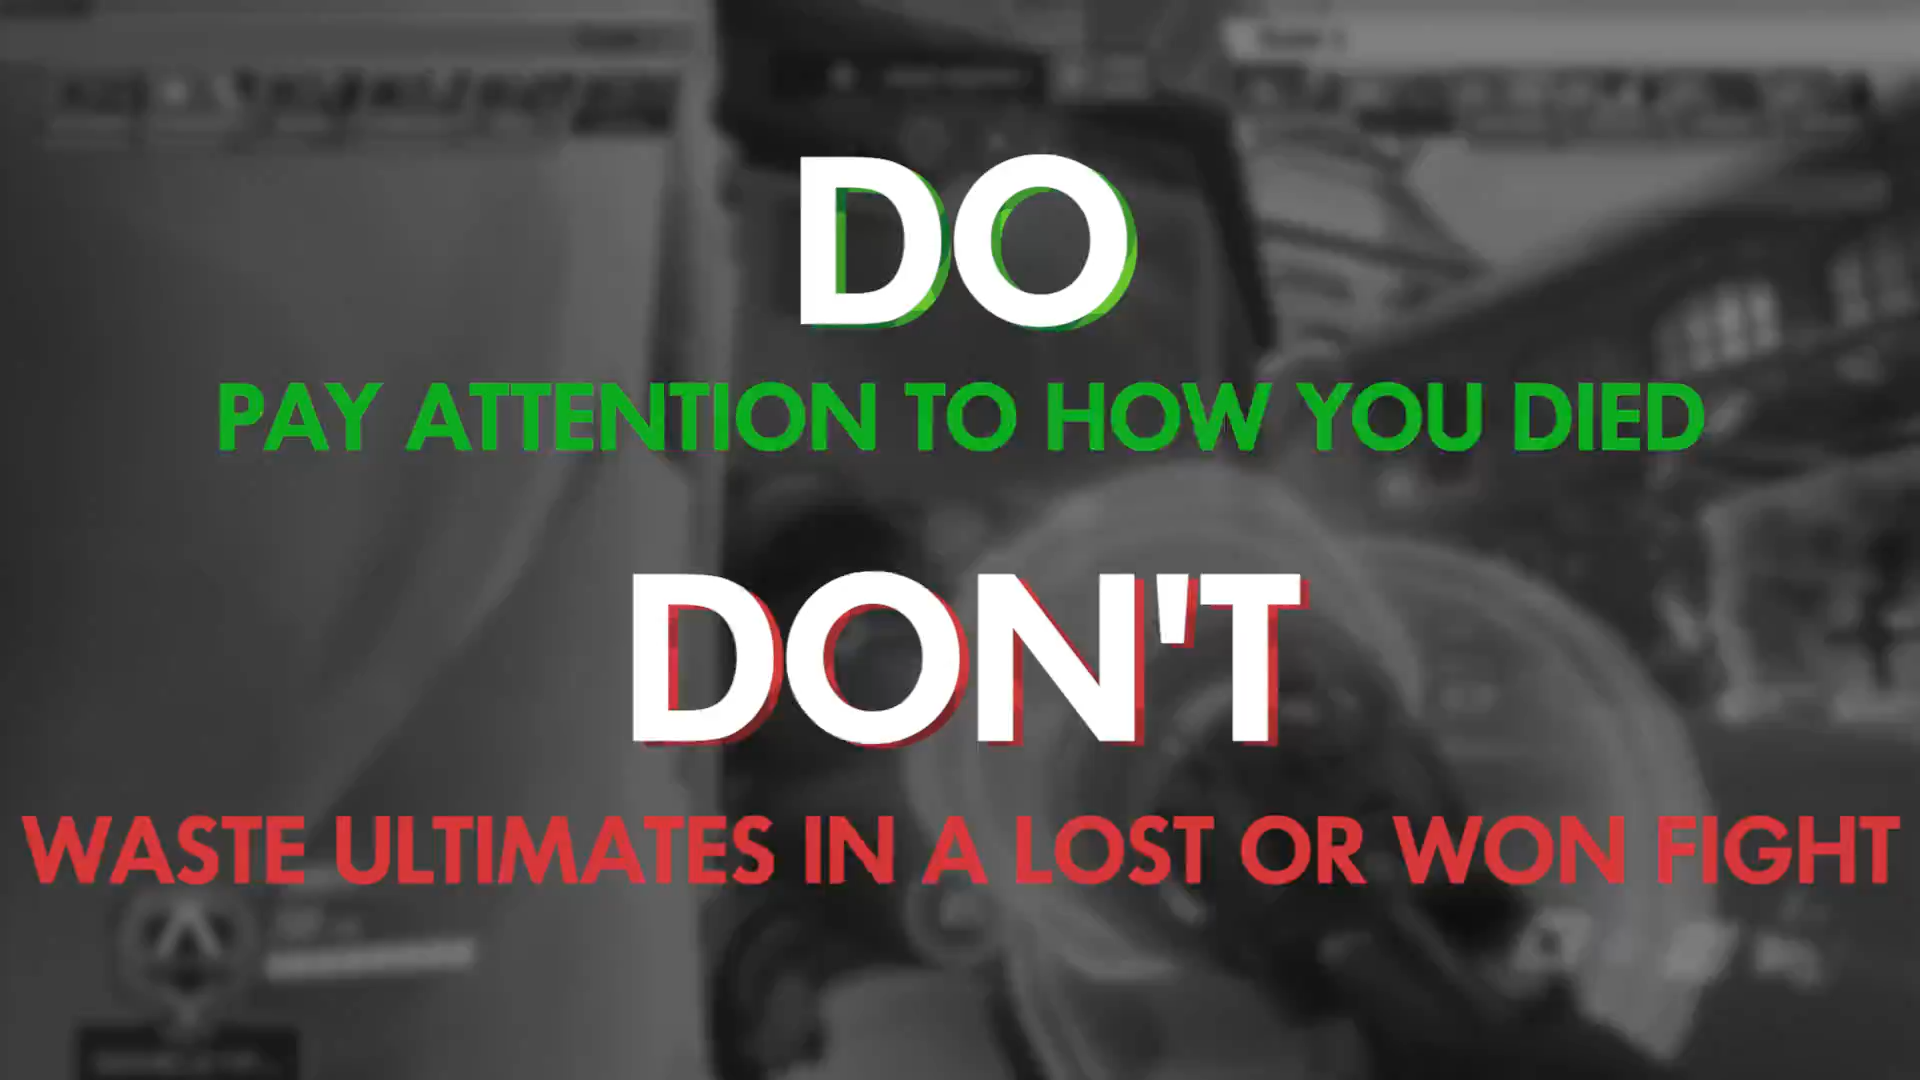 DO
PAY ATTENTION TO HOW YOU DIED
DON'T
WASTE ULTIMATES IN A LOST OR WON FIGHT